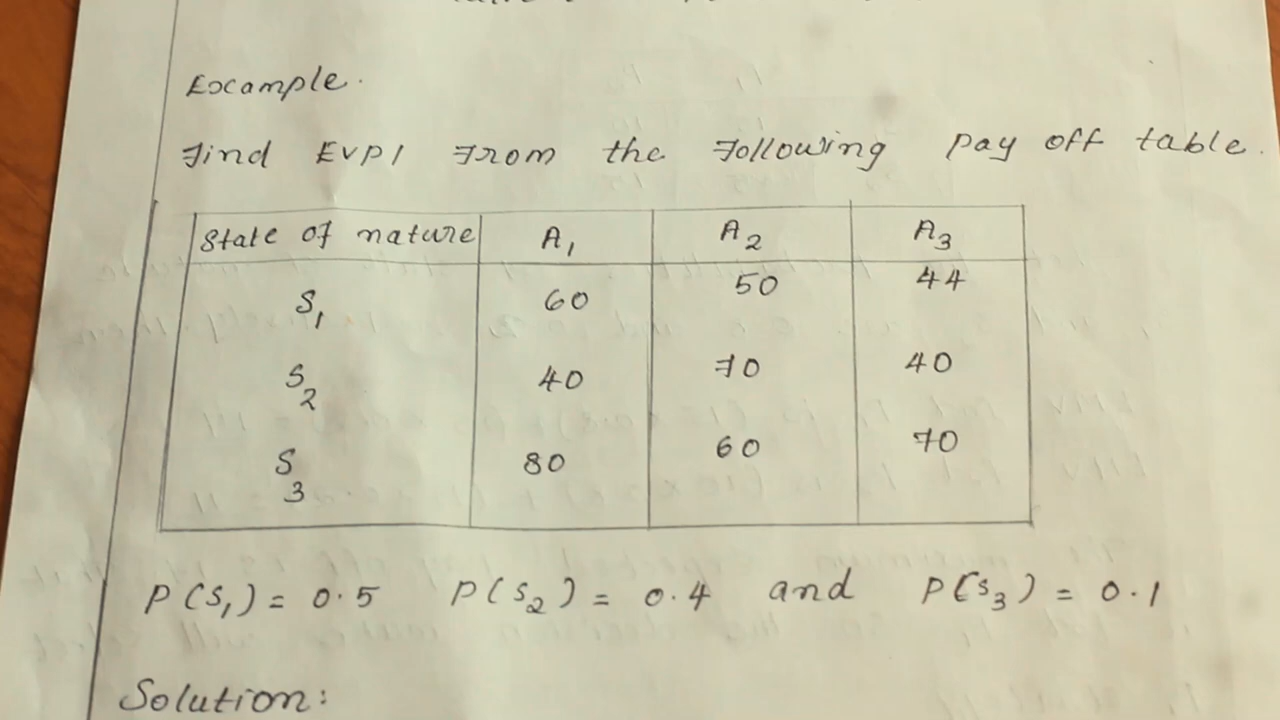 Example.
Find EVPI From the Following pay off table.
State of nature A1 A2 A3
S1 60 50 44
S2 40 70 40
S3 80 60 70
P(S1) = 0.5 P(S2) = 0.4 and P(S3) = 0.1
Solution: